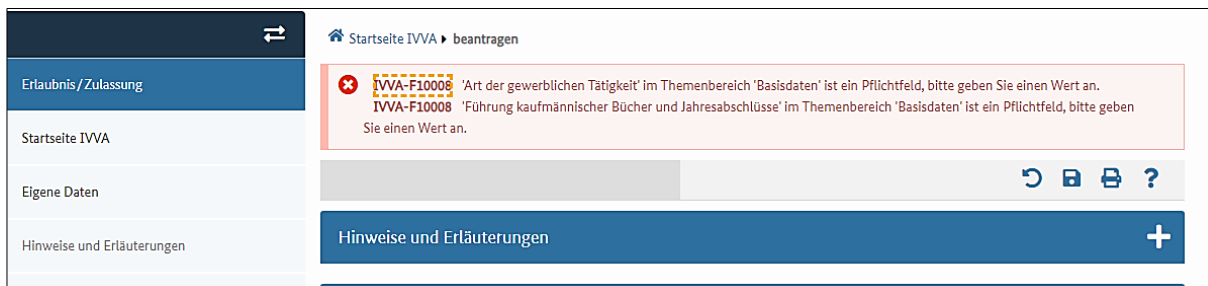 Startseite IVVA beantragen
Erlaubnis/Zulassung
IVVA-F10008 'Art der gewerblichen Tätigkeit' im Themenbereich 'Basisdaten' ist ein Pflichtfeld, bitte geben Sie einen Wert an.
IVVA-F10008 'Führung kaufmännischer Bücher und Jahresabschlüsse' im Themenbereich 'Basisdaten' ist ein Pflichtfeld, bitte geben
Sie einen Wert an.
Startseite IVVA
Eigene Daten
Hinweise und Erläuterungen
?
Hinweise und Erläuterungen